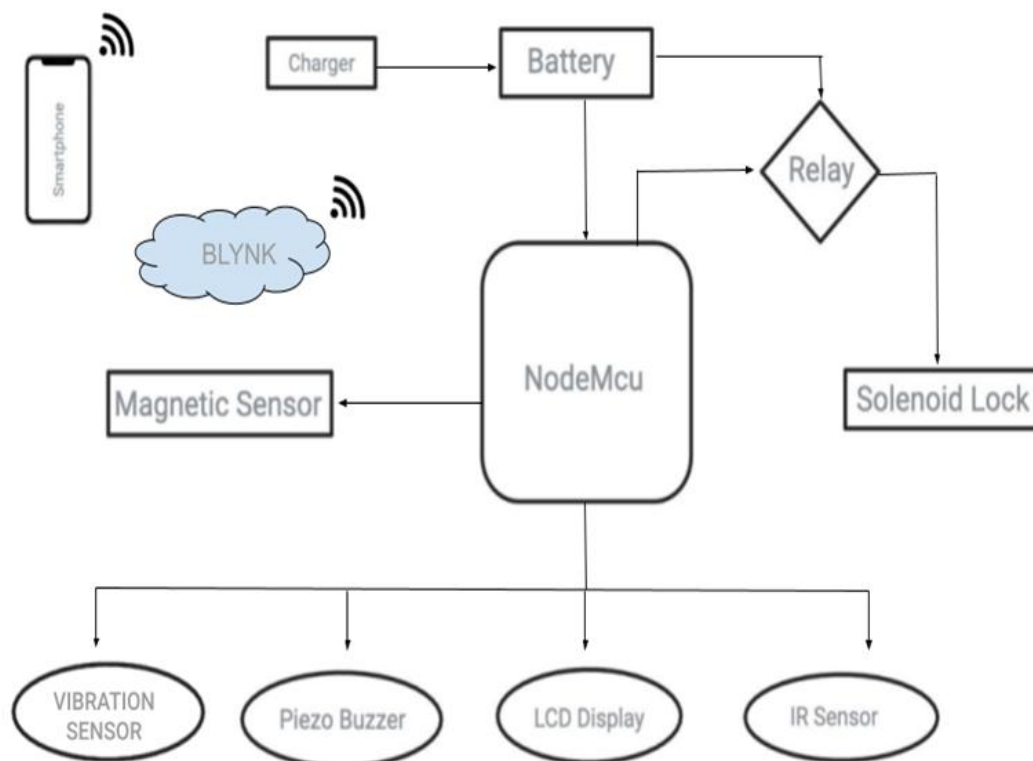 Smartphone
Charger
Battery
Relay
BLYNK
NodeMcu
Magnetic Sensor
Solenoid Lock
VIBRATION
SENSOR
Piezo Buzzer
LCD Display
IR Sensor